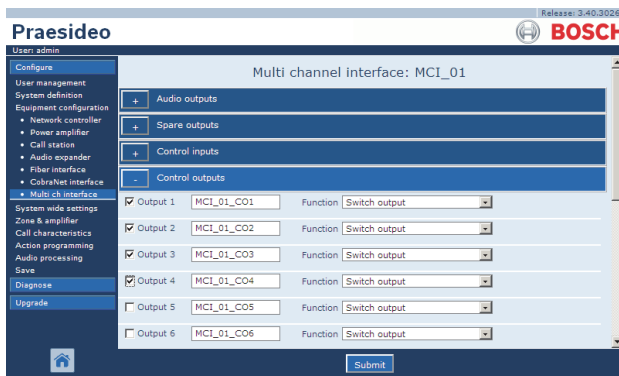 Release: 3.40.3026
Praesideo
BOSCH
User: admin
Configure
User management
System definition
Equipment configuration
• Network controller
• Power amplifier
• Call station
• Audio expander
• Fiber interface
• CobraNet interface
• Multi ch interface
System wide settings
Zone & amplifier
Call characteristics
Action programming
Audio processing
Save
Diagnose
Upgrade
Multi channel interface: MCI_01
+ Audio outputs
+ Spare outputs
+ Control inputs
- Control outputs
Output 1 MCI_01_CO1 Function Switch output
Output 2 MCI_01_CO2 Function Switch output
Output 3 MCI_01_CO3 Function Switch output
Output 4 MCI_01_CO4 Function Switch output
Output 5 MCI_01_CO5 Function Switch output
Output 6 MCI_01_CO6 Function Switch output
Submit